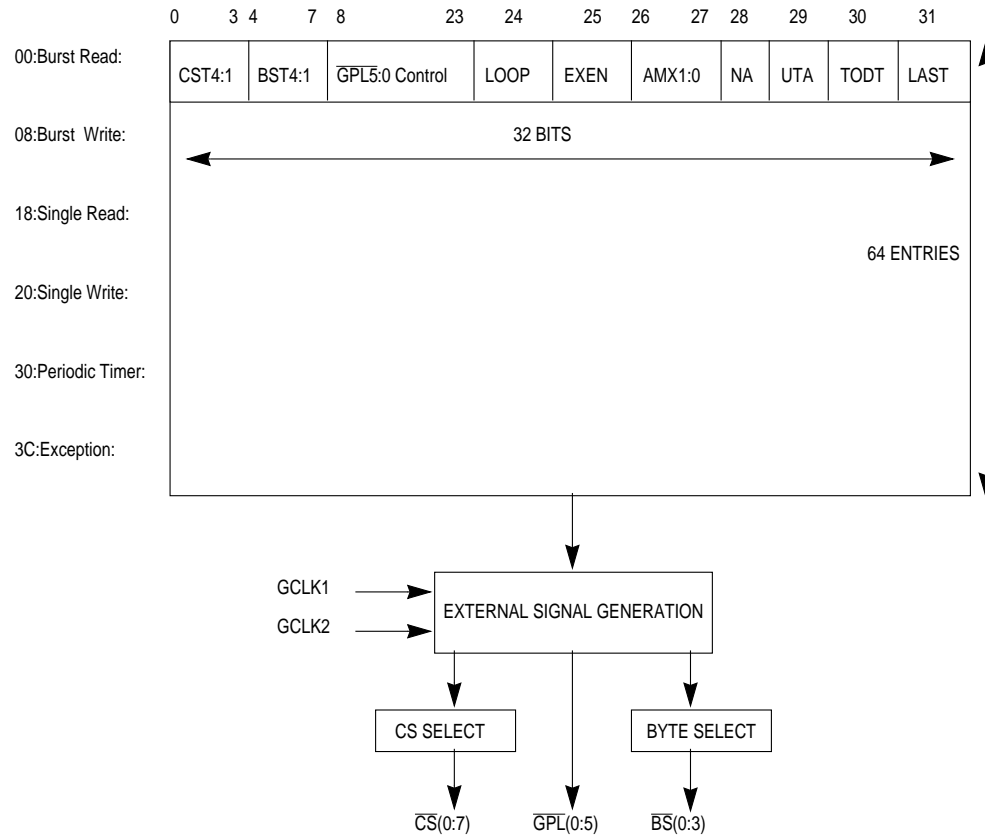 0 3 4 7 8 23 24 25 26 27 28 29 30 31
00:Burst Read:
CST4:1 BST4:1 GPL5:0 Control LOOP EXEN AMX1:0 NA UTA TODT LAST
08:Burst Write:
32 BITS
18:Single Read:
64 ENTRIES
20:Single Write:
30:Periodic Timer:
3C:Exception:
GCLK1
EXTERNAL SIGNAL GENERATION
GCLK2
CS SELECT
BYTE SELECT
CS(0:7)
GPL(0:5)
BS(0:3)